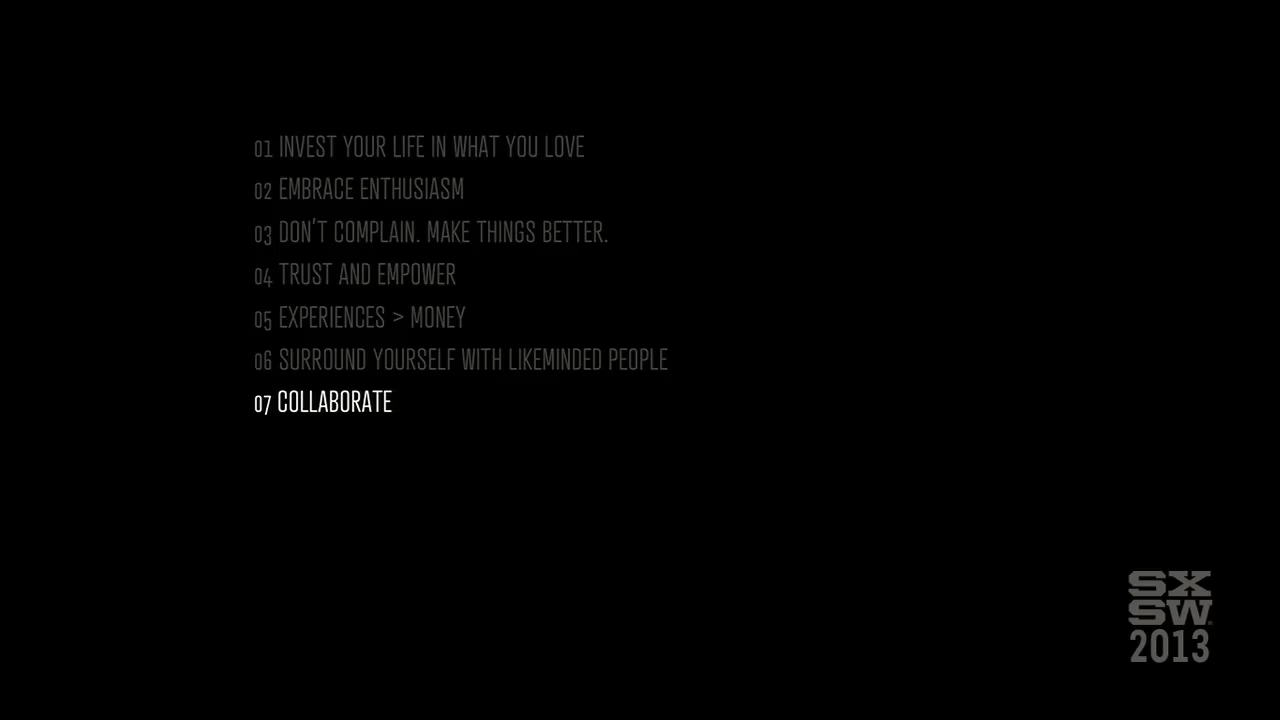 01 INVEST YOUR LIFE IN WHAT YOU LOVE
02 EMBRACE ENTHUSIASM
03 DON'T COMPLAIN. MAKE THINGS BETTER.
04 TRUST AND EMPOWER
05 EXPERIENCES > MONEY
06 SURROUND YOURSELF WITH LIKEMINDED PEOPLE
07 COLLABORATE
SX
SW
2013